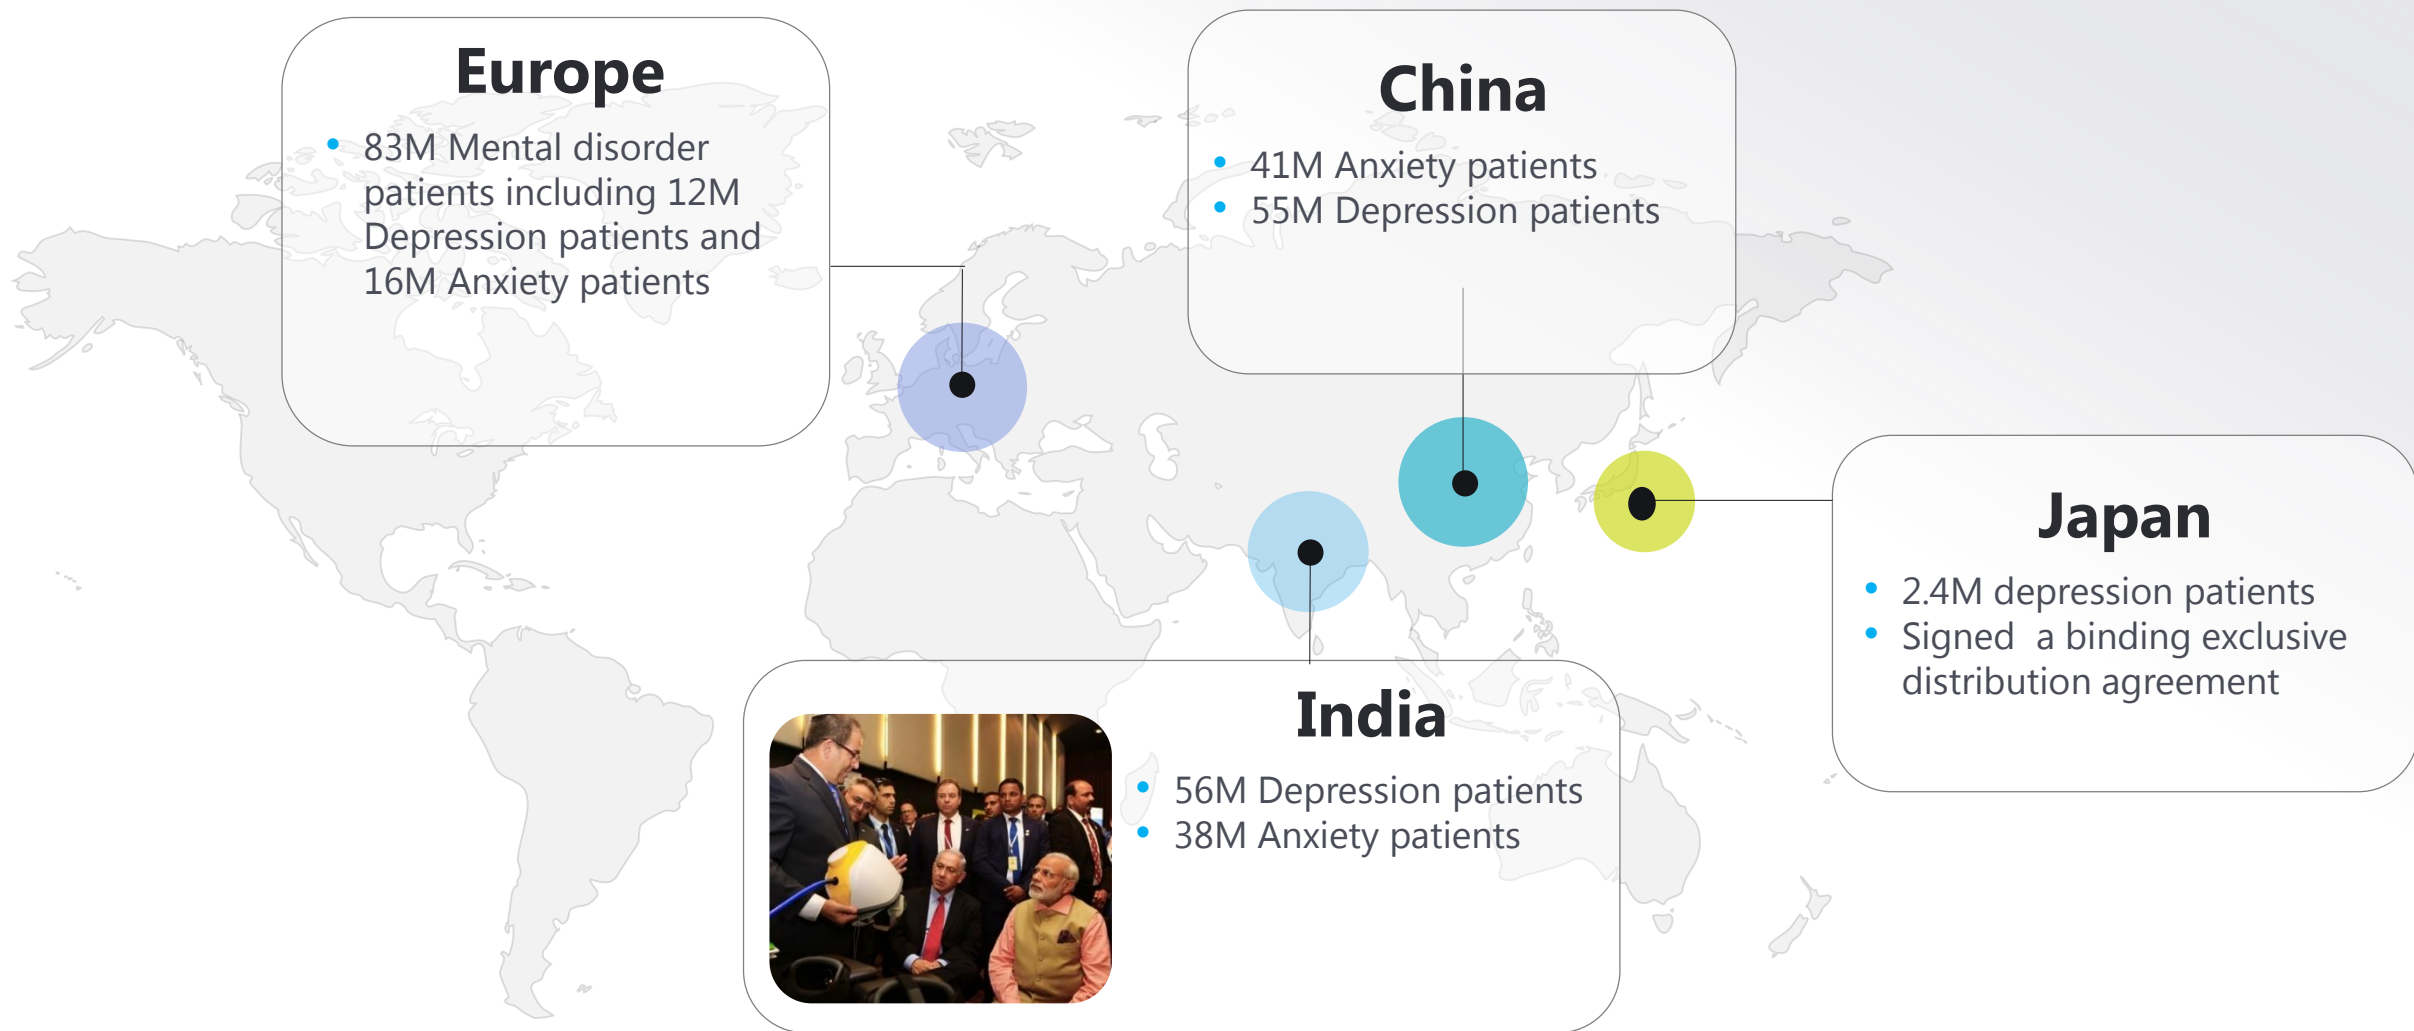 Europe
• 83M Mental disorder
patients including 12M
Depression patients and
16M Anxiety patients
China
• 41M Anxiety patients
• 55M Depression patients
Japan
• 2.4M depression patients
• Signed  a binding exclusive
distribution agreement
India
• 56M Depression patients
• 38M Anxiety patients